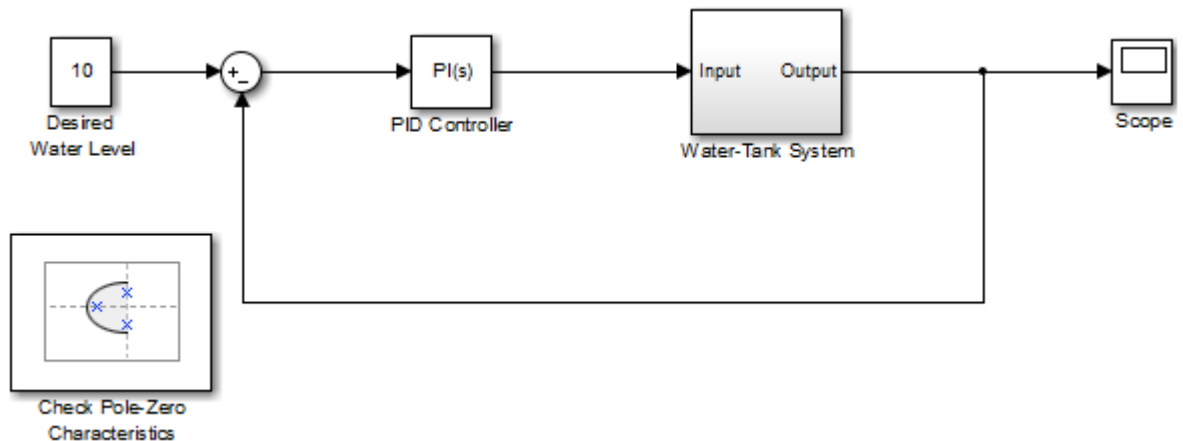 10
Desired
Water Level
+
-
PI(s)
PID Controller
Input
Output
Water-Tank System
Scope
Check Pole-Zero
Characteristics